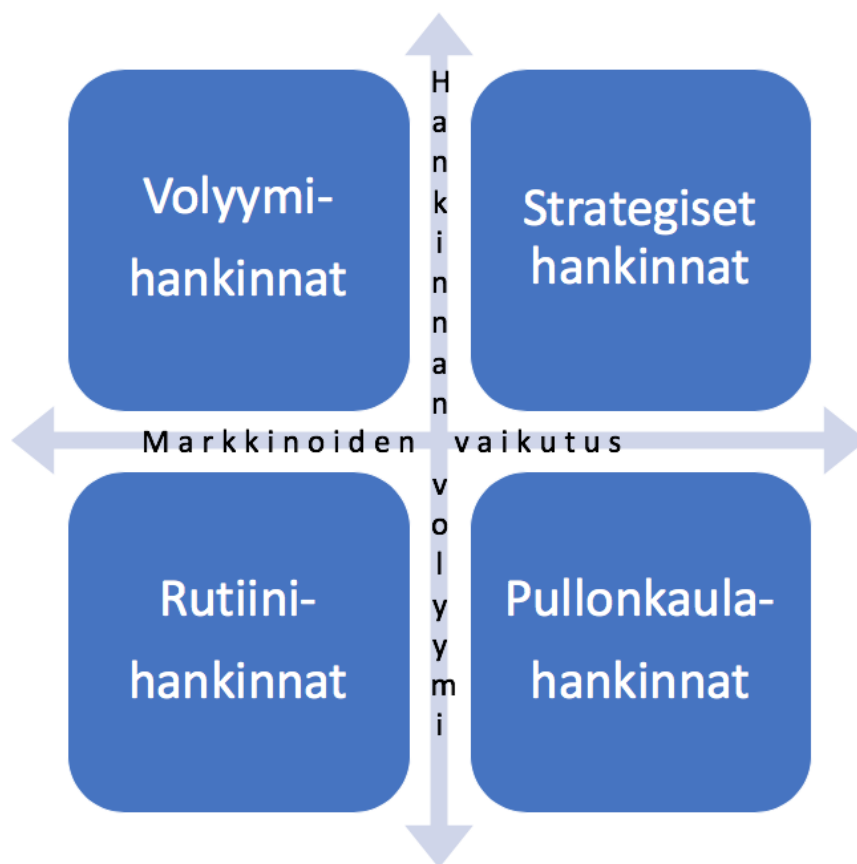 Volyymi-
hankinnat
Strategiset
hankinnat
Hankinnan volyymi
Markkinoiden vaikutus
Rutiini-
hankinnat
Pullonkaula-
hankinnat